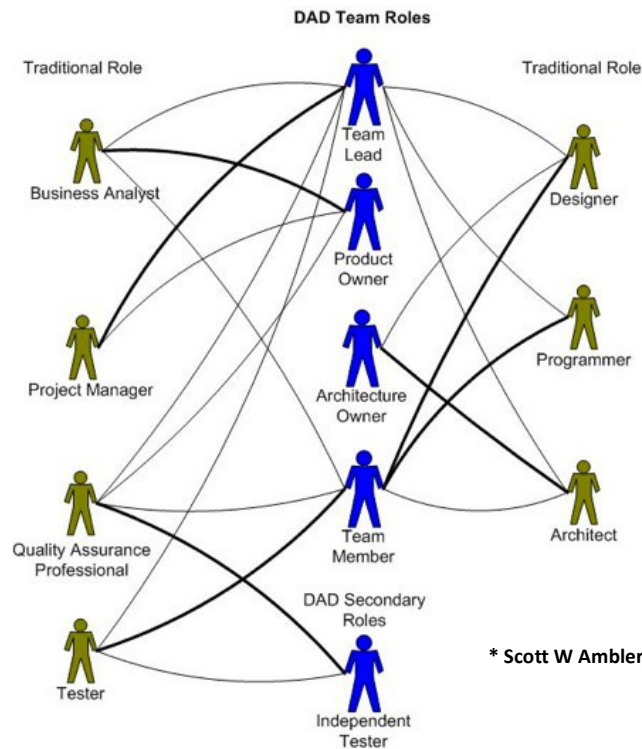 DAD Team Roles
Traditional Role
Traditional Role
Team
Lead
Business Analyst
Designer
Product
Owner
Project Manager
Architecture
Owner
Programmer
Quality Assurance
Professional
Team
Member
Architect
DAD Secondary
Roles
Tester
Independent
Tester
* Scott W Ambler